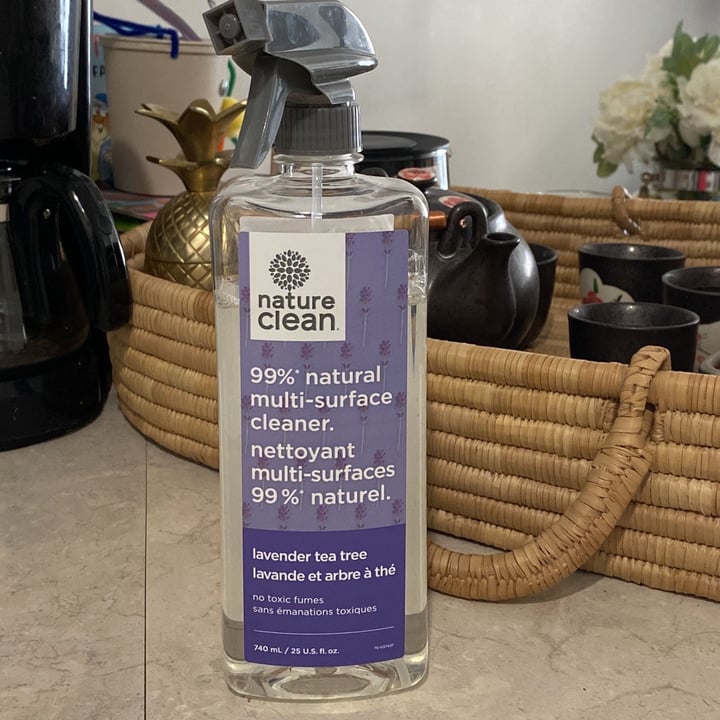 nature
clean
99%* natural
multi-surface
cleaner.
nettoyant
multi-surfaces
99 %* naturel.
lavender tea tree
lavande et arbre à thé
no toxic fumes
sans émanations toxiques
740 mL / 25 U.S. fl. oz.